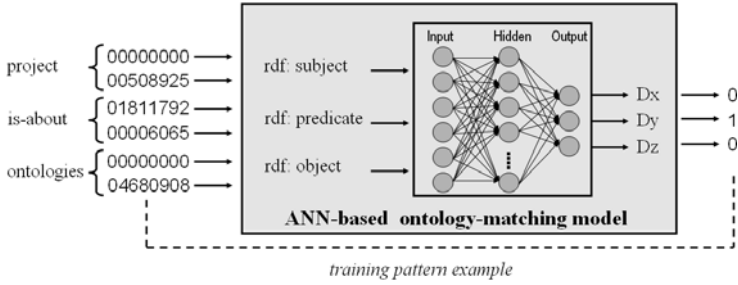 Input Hidden Output
project
00000000
00508925
rdf: subject
is-about
01811792
00006065
rdf: predicate
ontologies
00000000
04680908
rdf: object
Dx 0
Dy 1
Dz 0
ANN-based ontology-matching model
training pattern example